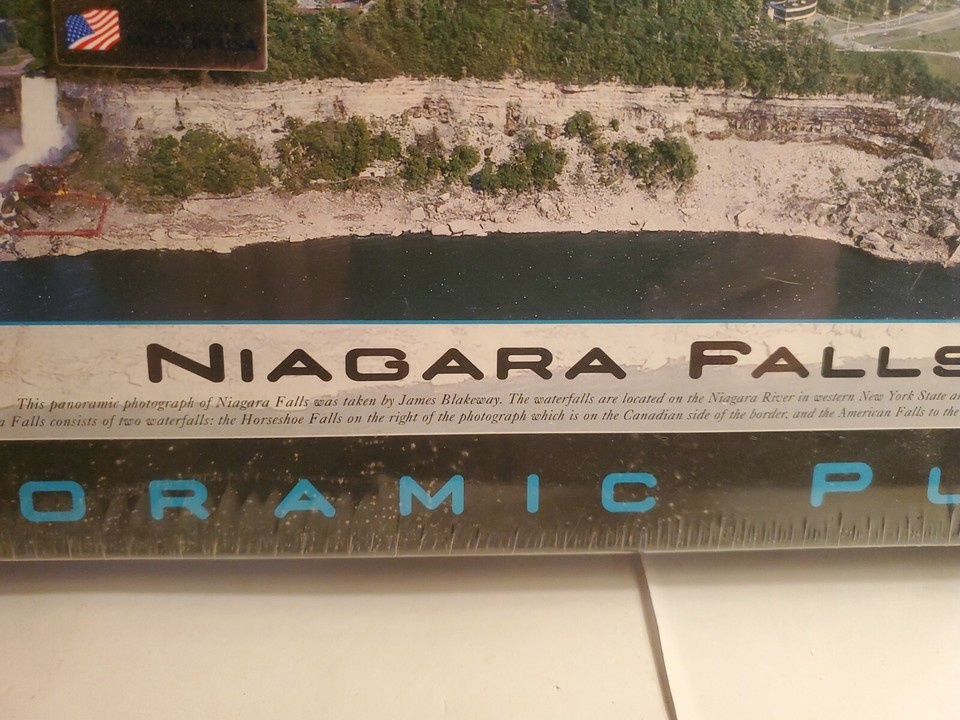 NIAGARA FALLS
This panoramic photograph of Niagara Falls was taken by James Blakeway. The waterfalls are located on the Niagara River in western New York State a
a Falls consists of two waterfalls: the Horseshoe Falls on the right of the photograph which is on the Canadian side of the border, and the American Falls to the
ORAMIC PU